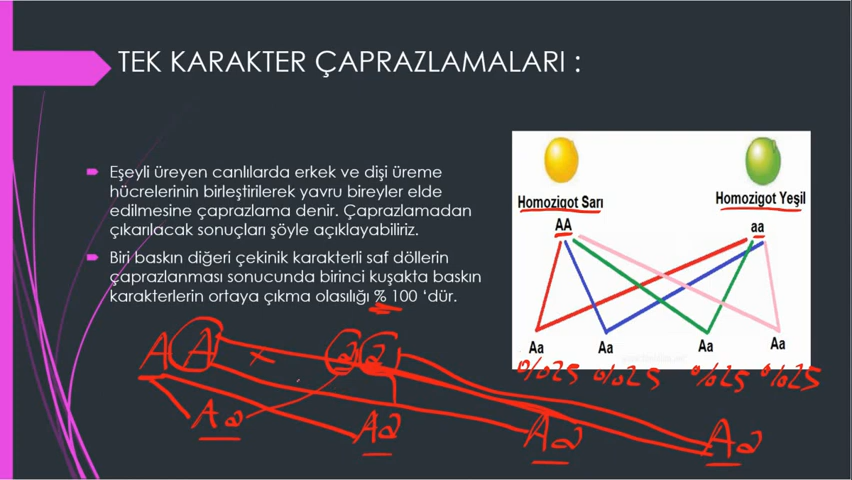 TEK KARAKTER ÇAPRAZLAMALARI :
Eşeyli üreyen canlılarda erkek ve dişi üreme
hücrelerinin birleştirilerek yavru bireyler elde
edilmesine çaprazlama denir. Çaprazlamadan
çıkarılacak sonuçları şöyle açıklayabiliriz.
Biri baskın diğeri çekinik karakterli saf döllerin
çaprazlanması sonucunda birinci kuşakta baskın
karakterlerin ortaya çıkma olasılığı % 100 ‘dür.
Homozigot Sarı Homozigot Yeşil
AA aa
Aa Aa Aa Aa
%25 %25 %25 %25
A A x a a
Aa Aa Aa Aa